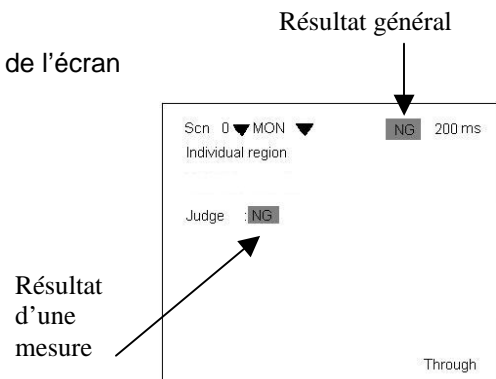 Résultat général
de l'écran
Scn 0 MON NG 200 ms
Individual region
Judge : NG
Résultat
d'une
mesure
Through